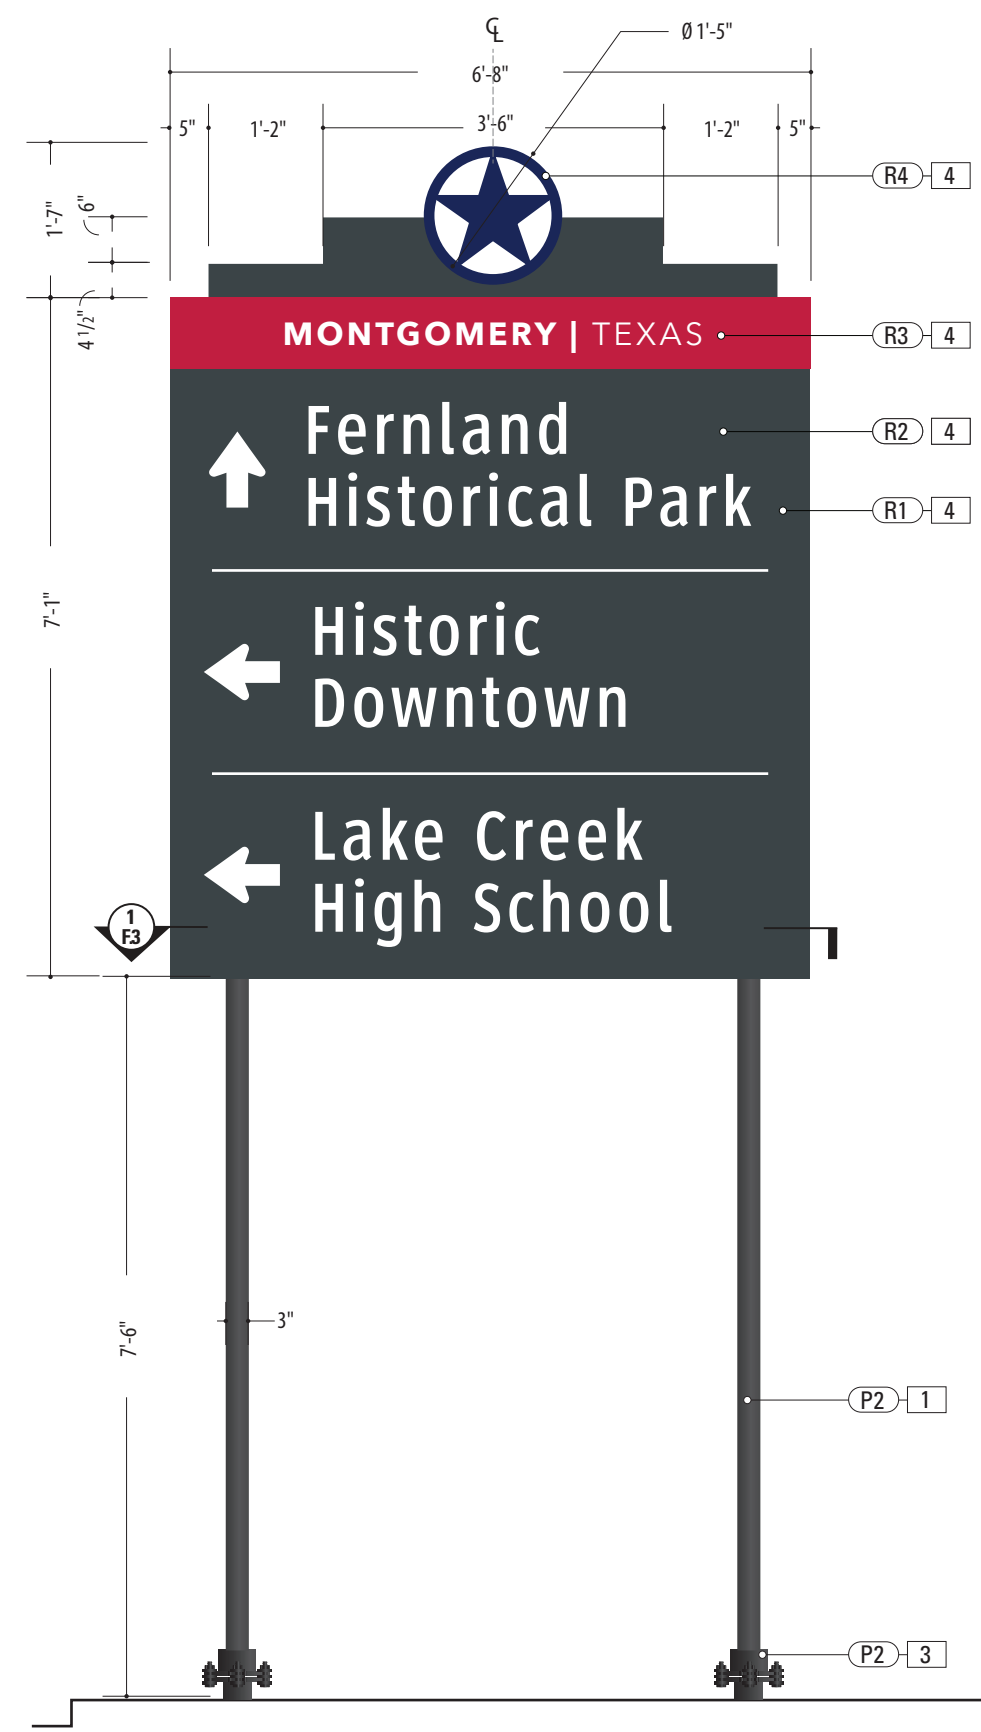 ℄
Ø 1'-5"
6'-8"
5"
1'-2"
3'-6"
1'-2"
5"
R4 4
1'-7"
6"
4 1/2"
MONTGOMERY | TEXAS
R3 4
Fernland
R2 4
Historical Park
R1 4
7'-1"
Historic
Downtown
Lake Creek
High School
1
F.3
7'-6"
3"
P2 1
P2 3